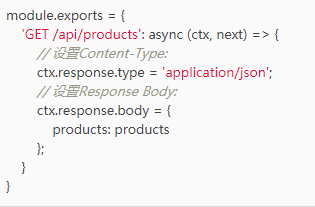 module.exports = {
    'GET /api/products': async (ctx, next) => {
        // 设置Content-Type:
        ctx.response.type = 'application/json';
        // 设置Response Body:
        ctx.response.body = {
            products: products
        };
    }
}